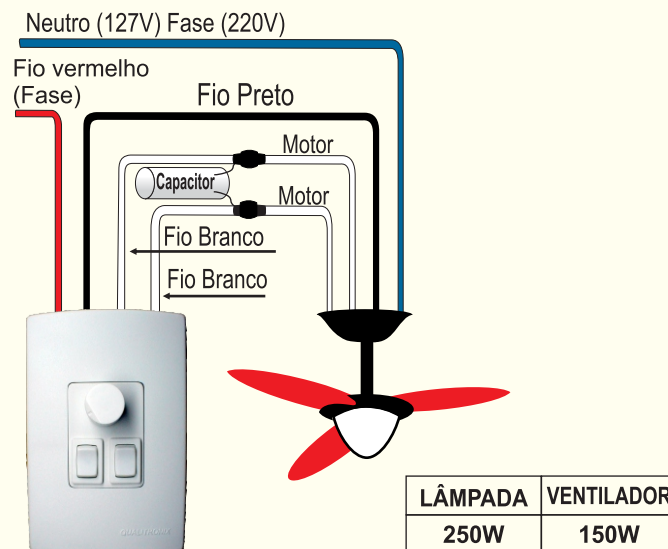 Neutro (127V) Fase (220V)
Fio vermelho
(Fase)
Fio Preto
Motor
Capacitor
Motor
Fio Branco
Fio Branco
LÂMPADA VENTILADOR
250W 150W